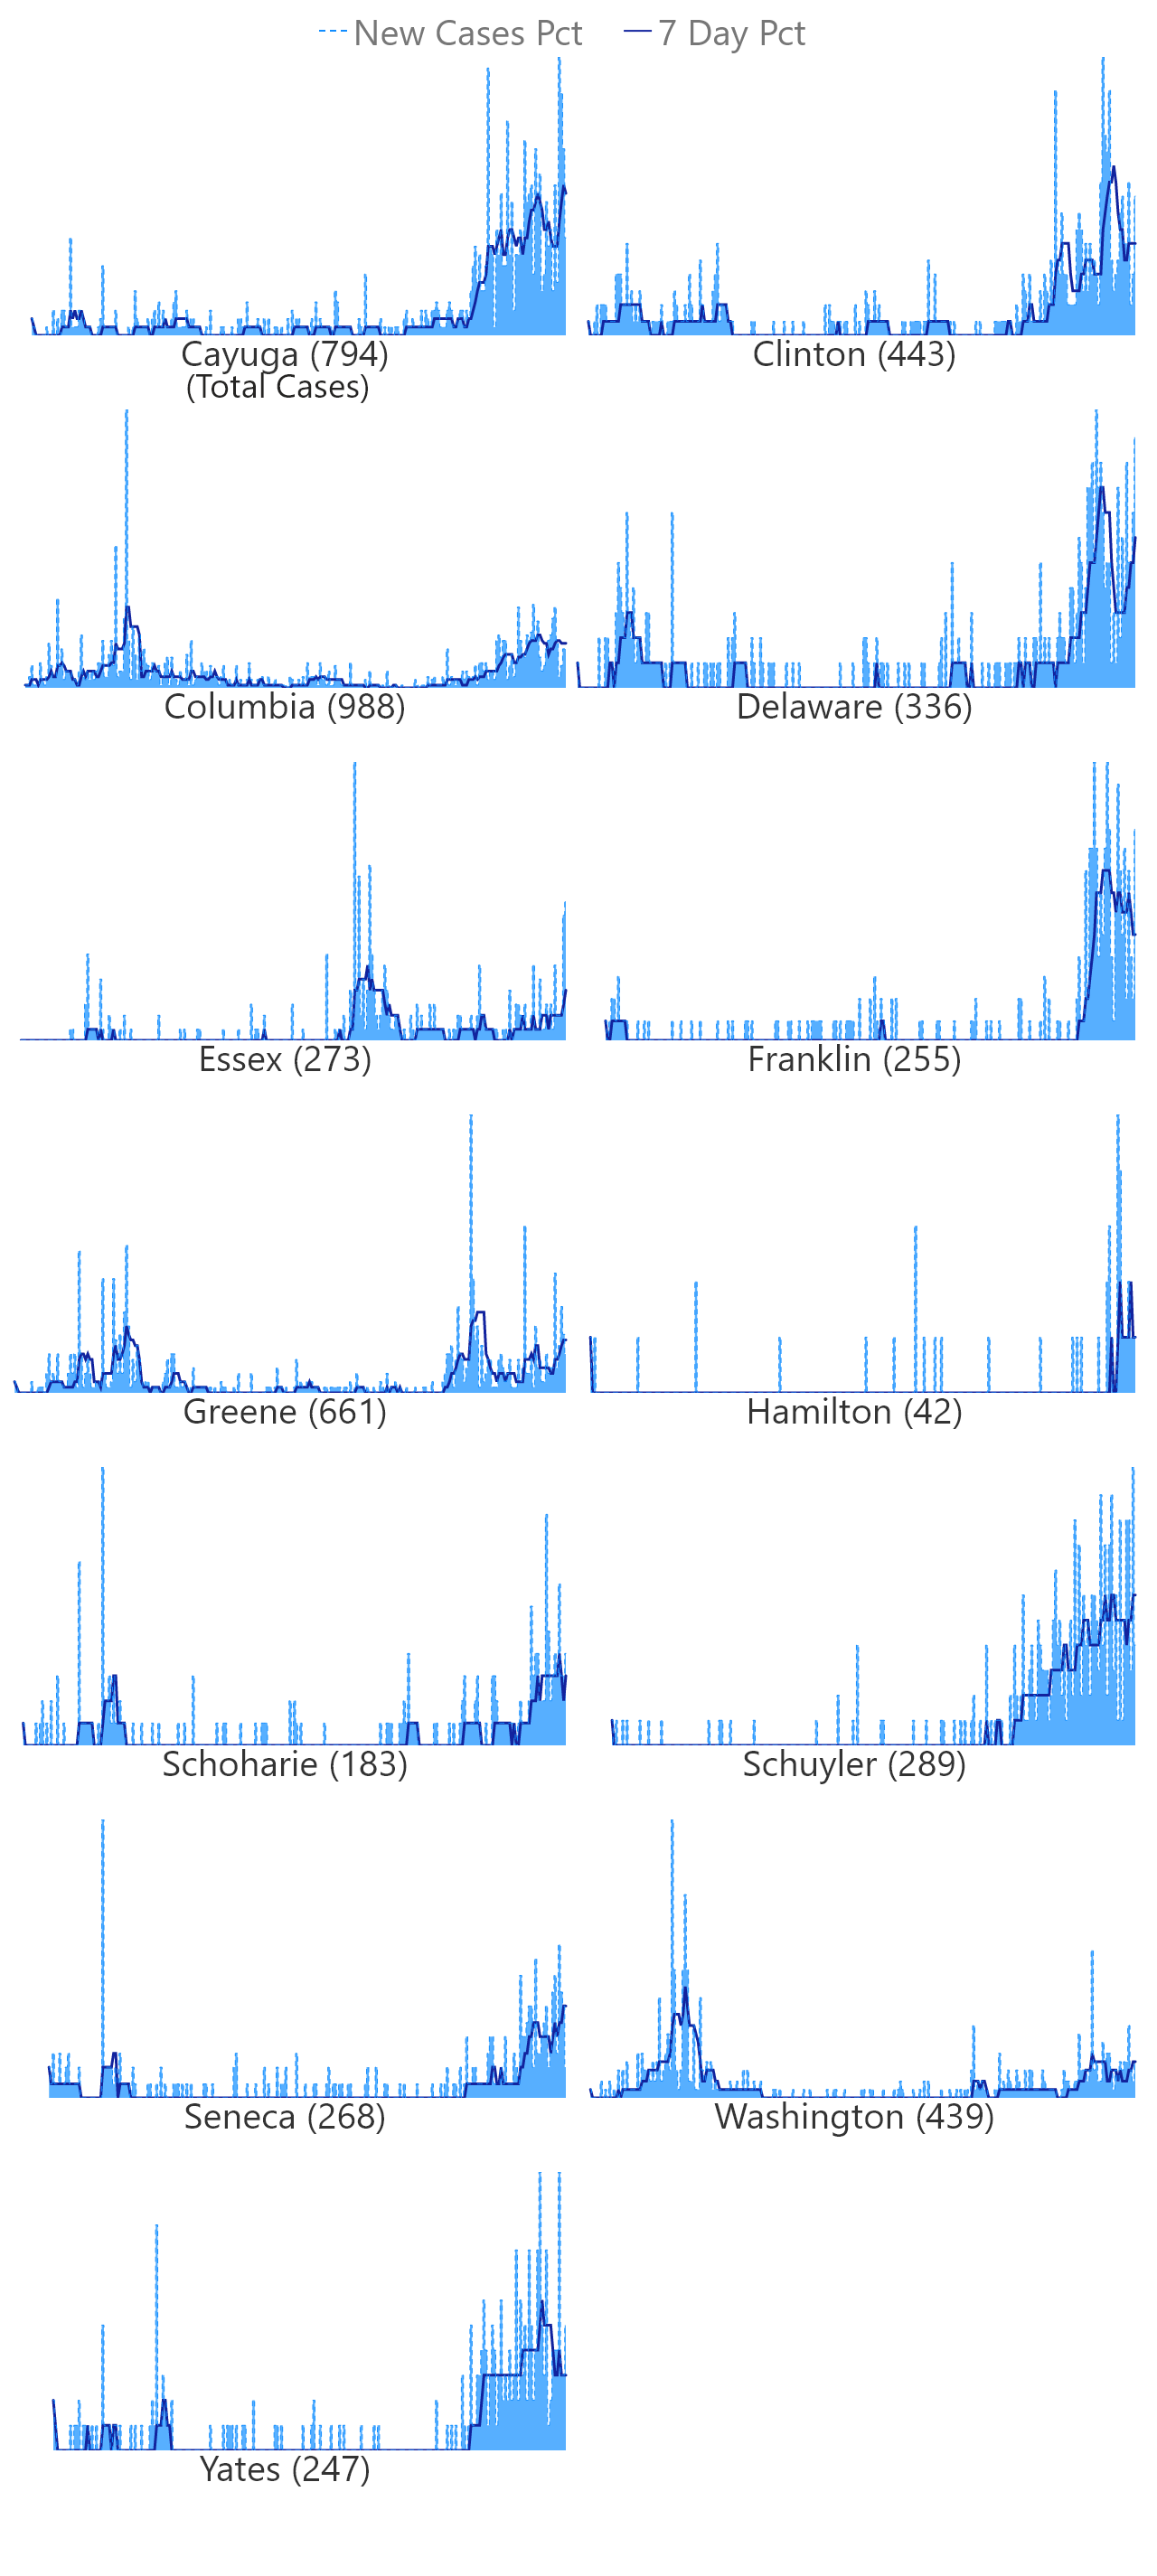 New Cases Pct 7 Day Pct
Cayuga (794) Clinton (443)
(Total Cases)
Columbia (988) Delaware (336)
Essex (273) Franklin (255)
Greene (661) Hamilton (42)
Schoharie (183) Schuyler (289)
Seneca (268) Washington (439)
Yates (247)